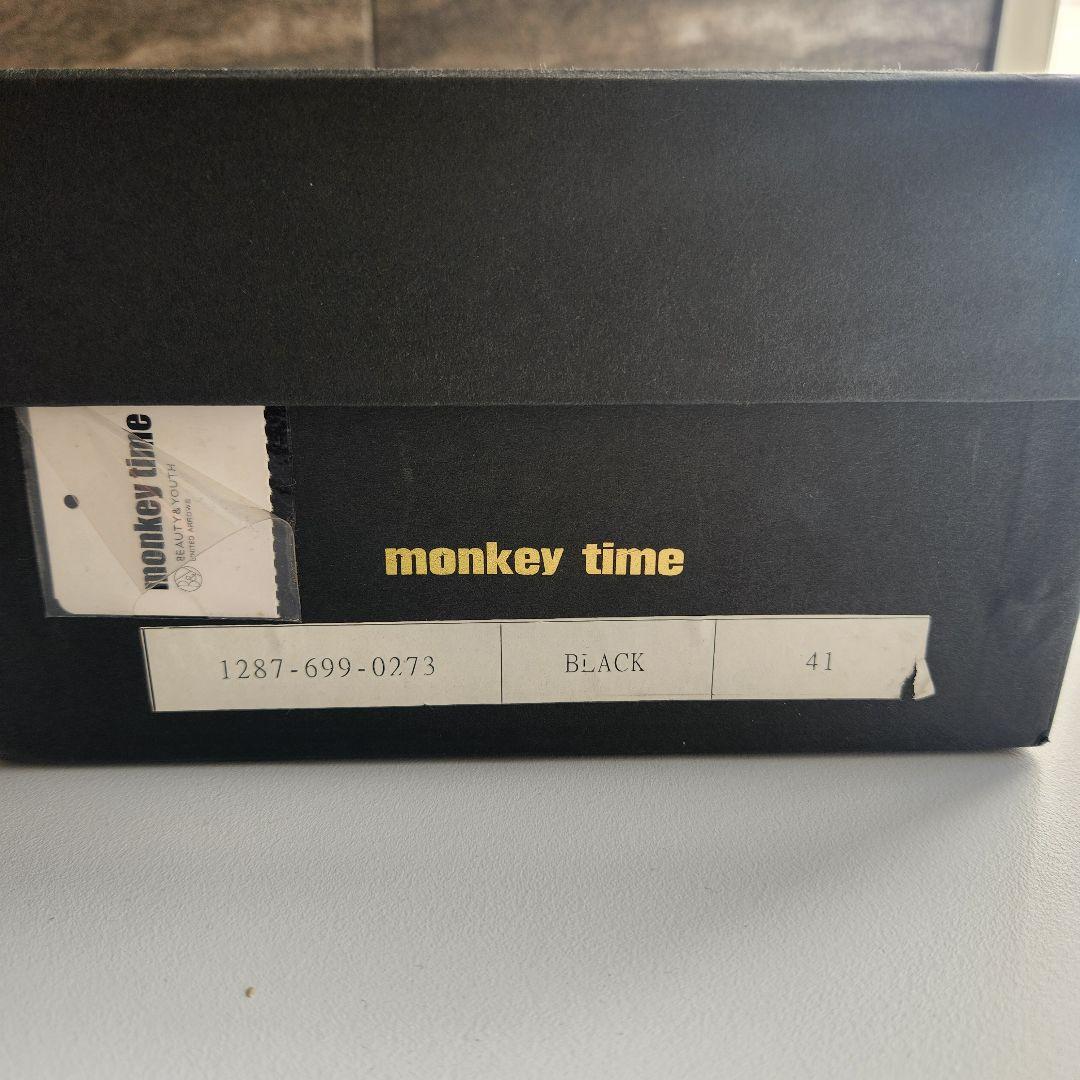 monkey time
BEAUTY&YOUTH
UNITED ARROWS
monkey time
1287-699-0273 BLACK 41